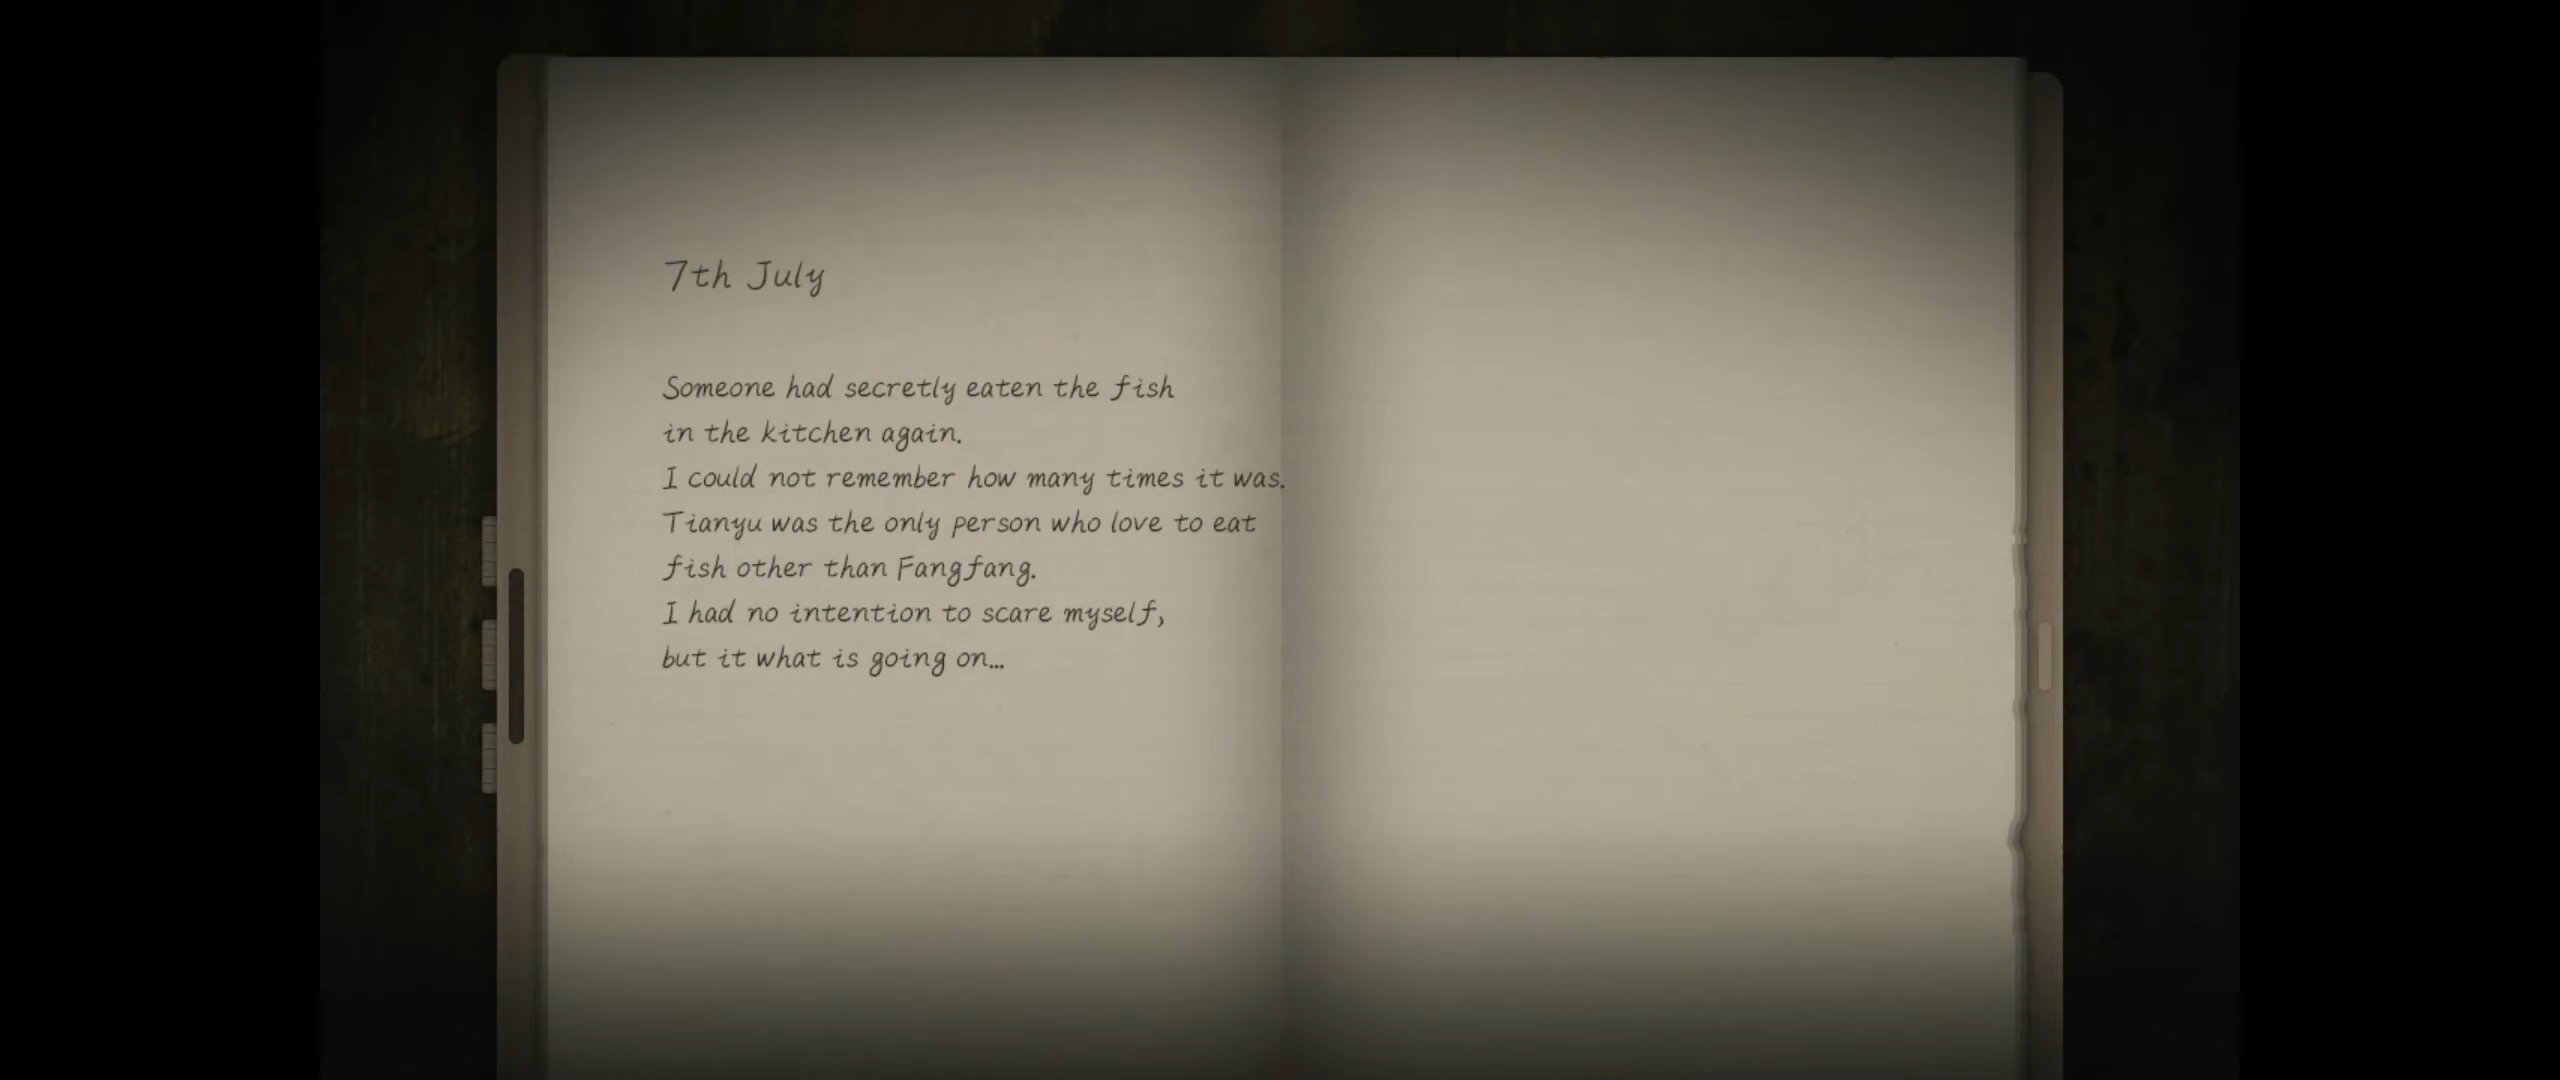 7th July
Someone had secretly eaten the fish
in the kitchen again.
I could not remember how many times it was.
Tianyu was the only person who love to eat
fish other than Fangfang.
I had no intention to scare myself,
but it what is going on...